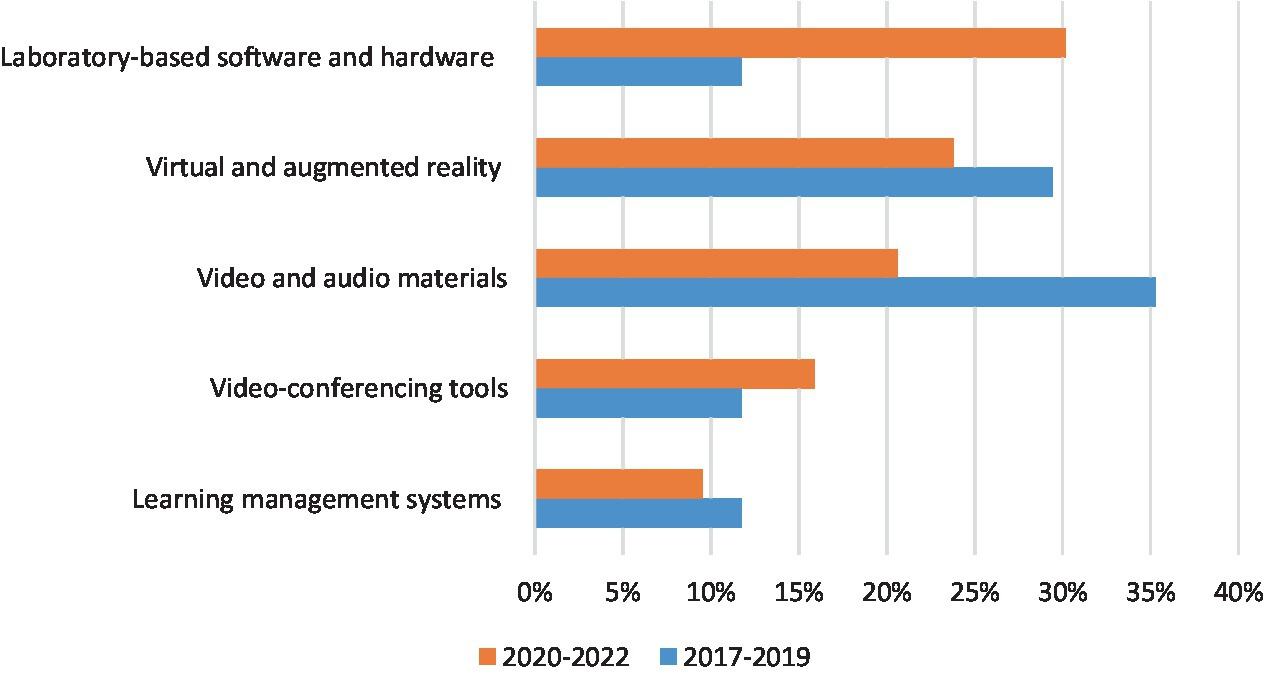 Laboratory-based software and hardware
Virtual and augmented reality
Video and audio materials
Video-conferencing tools
Learning management systems
0% 5% 10% 15% 20% 25% 30% 35% 40%
2020-2022 2017-2019